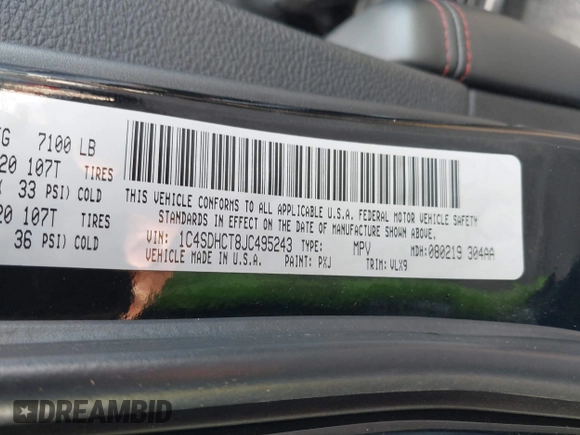 7100 LB
20 107T TIRES
33 PSI) COLD
20 107T TIRES
36 PSI) COLD
THIS VEHICLE CONFORMS TO ALL APPLICABLE U.S.A. FEDERAL MOTOR VEHICLE SAFETY
STANDARDS IN EFFECT ON THE DATE OF MANUFACTURE SHOWN ABOVE.
VIN: 1C4SDHCT8JC495243 TYPE: MPV MDH: 080219 304AA
VEHICLE MADE IN U.S.A. PAINT: PXJ TRIM: VLX9
DREAMBID